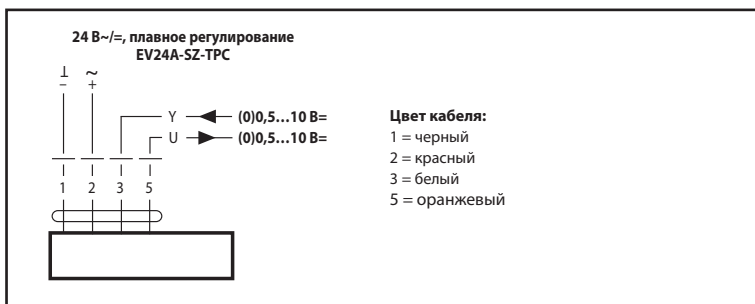 24 В~/=, плавное регулирование
EV24A-SZ-TPC
⊥ ~
− +
Y (0)0,5…10 В=
U (0)0,5…10 В=
1 2 3 5
Цвет кабеля:
1 = черный
2 = красный
3 = белый
5 = оранжевый